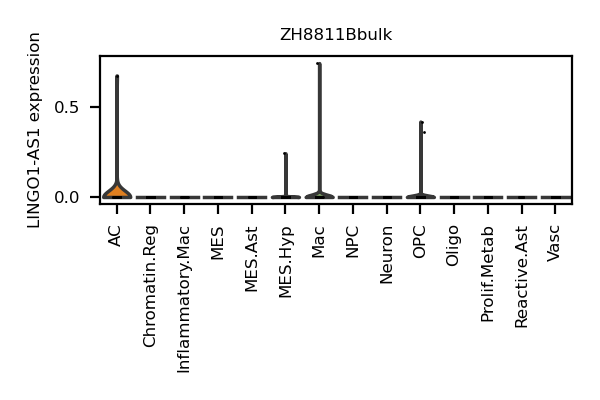 ZH8811Bbulk
LINGO1-AS1 expression
0.5
0.0
AC
Chromatin.Reg
Inflammatory.Mac
MES
MES.Ast
MES.Hyp
Mac
NPC
Neuron
OPC
Oligo
Prolif.Metab
Reactive.Ast
Vasc